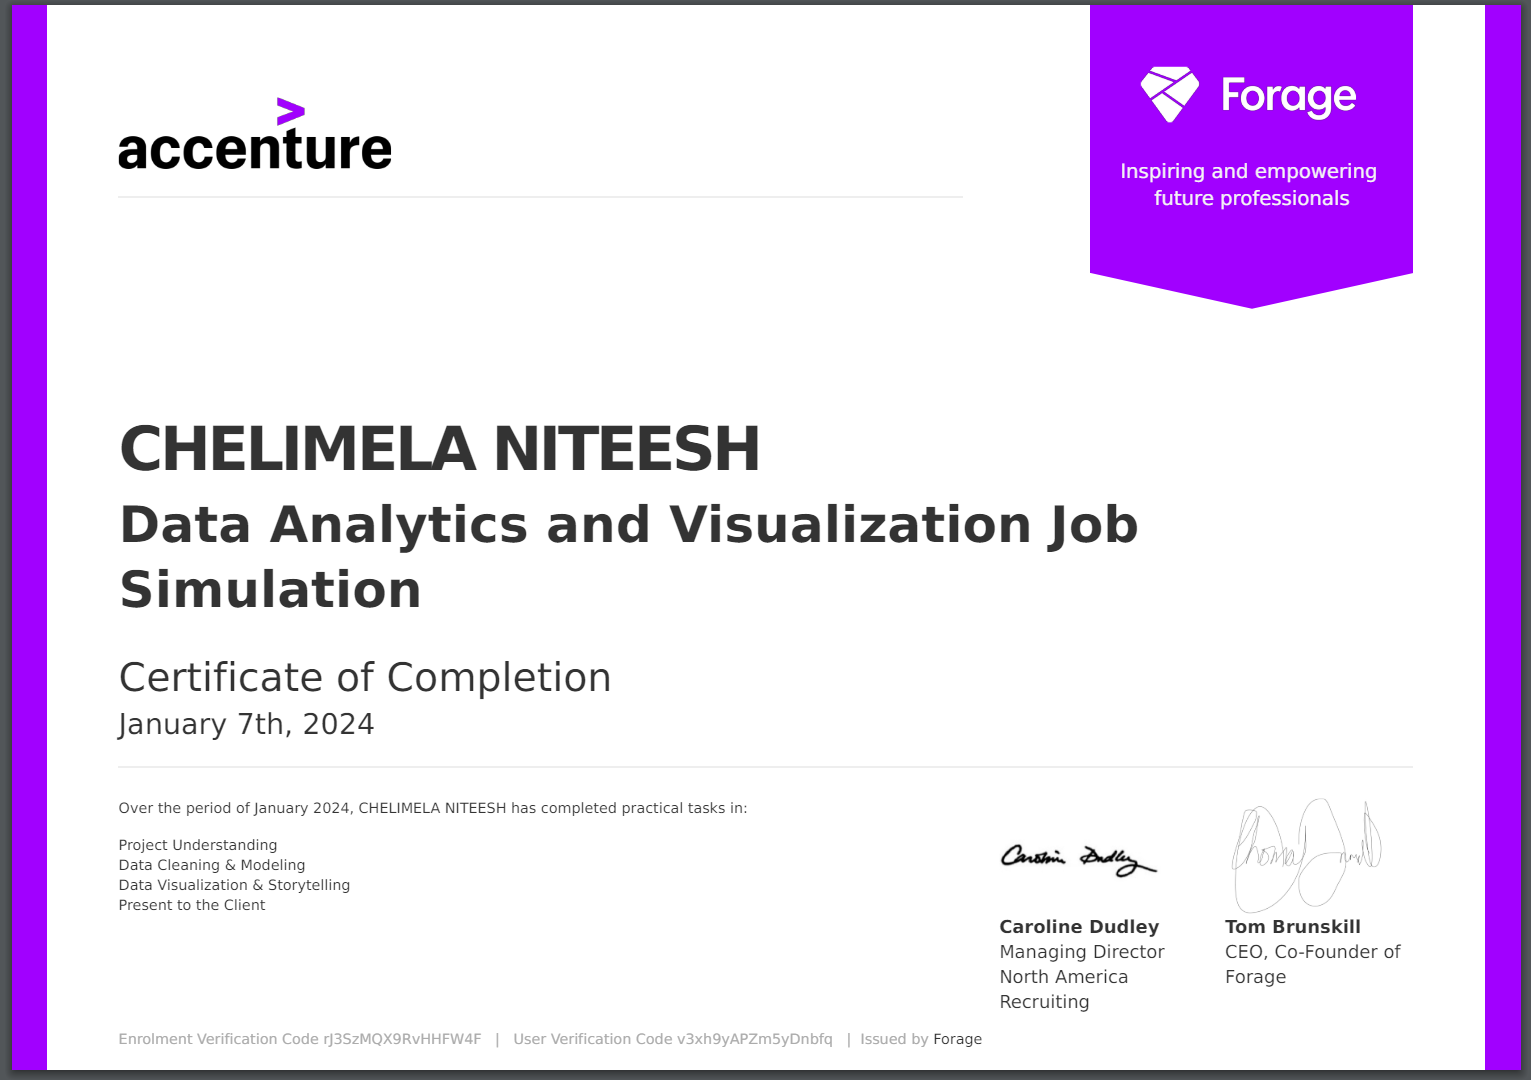 accenture
Forage
Inspiring and empowering
future professionals
CHELIMELA NITEESH
Data Analytics and Visualization Job
Simulation
Certificate of Completion
January 7th, 2024
Over the period of January 2024, CHELIMELA NITEESH has completed practical tasks in:
Project Understanding
Data Cleaning & Modeling
Data Visualization & Storytelling
Present to the Client
Caroline Dudley
Caroline Dudley
Managing Director
North America
Recruiting
Tom Brunskill
CEO, Co-Founder of
Forage
Enrolment Verification Code rJ3SzMQX9RvHHFW4F | User Verification Code v3xh9yAPZm5yDnbfq | Issued by Forage